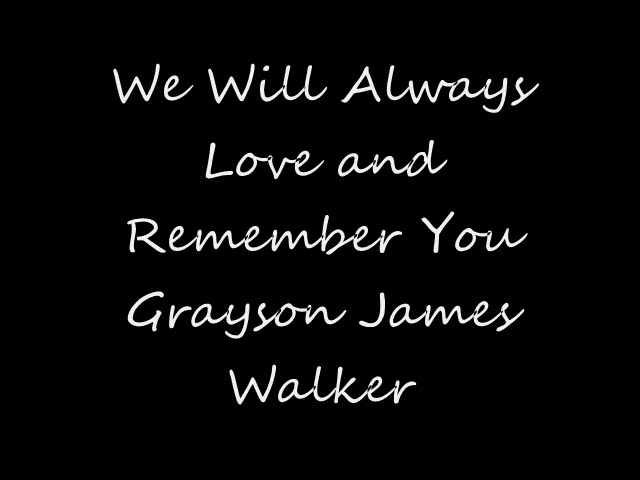 We Will Always
Love and
Remember You
Grayson James
Walker